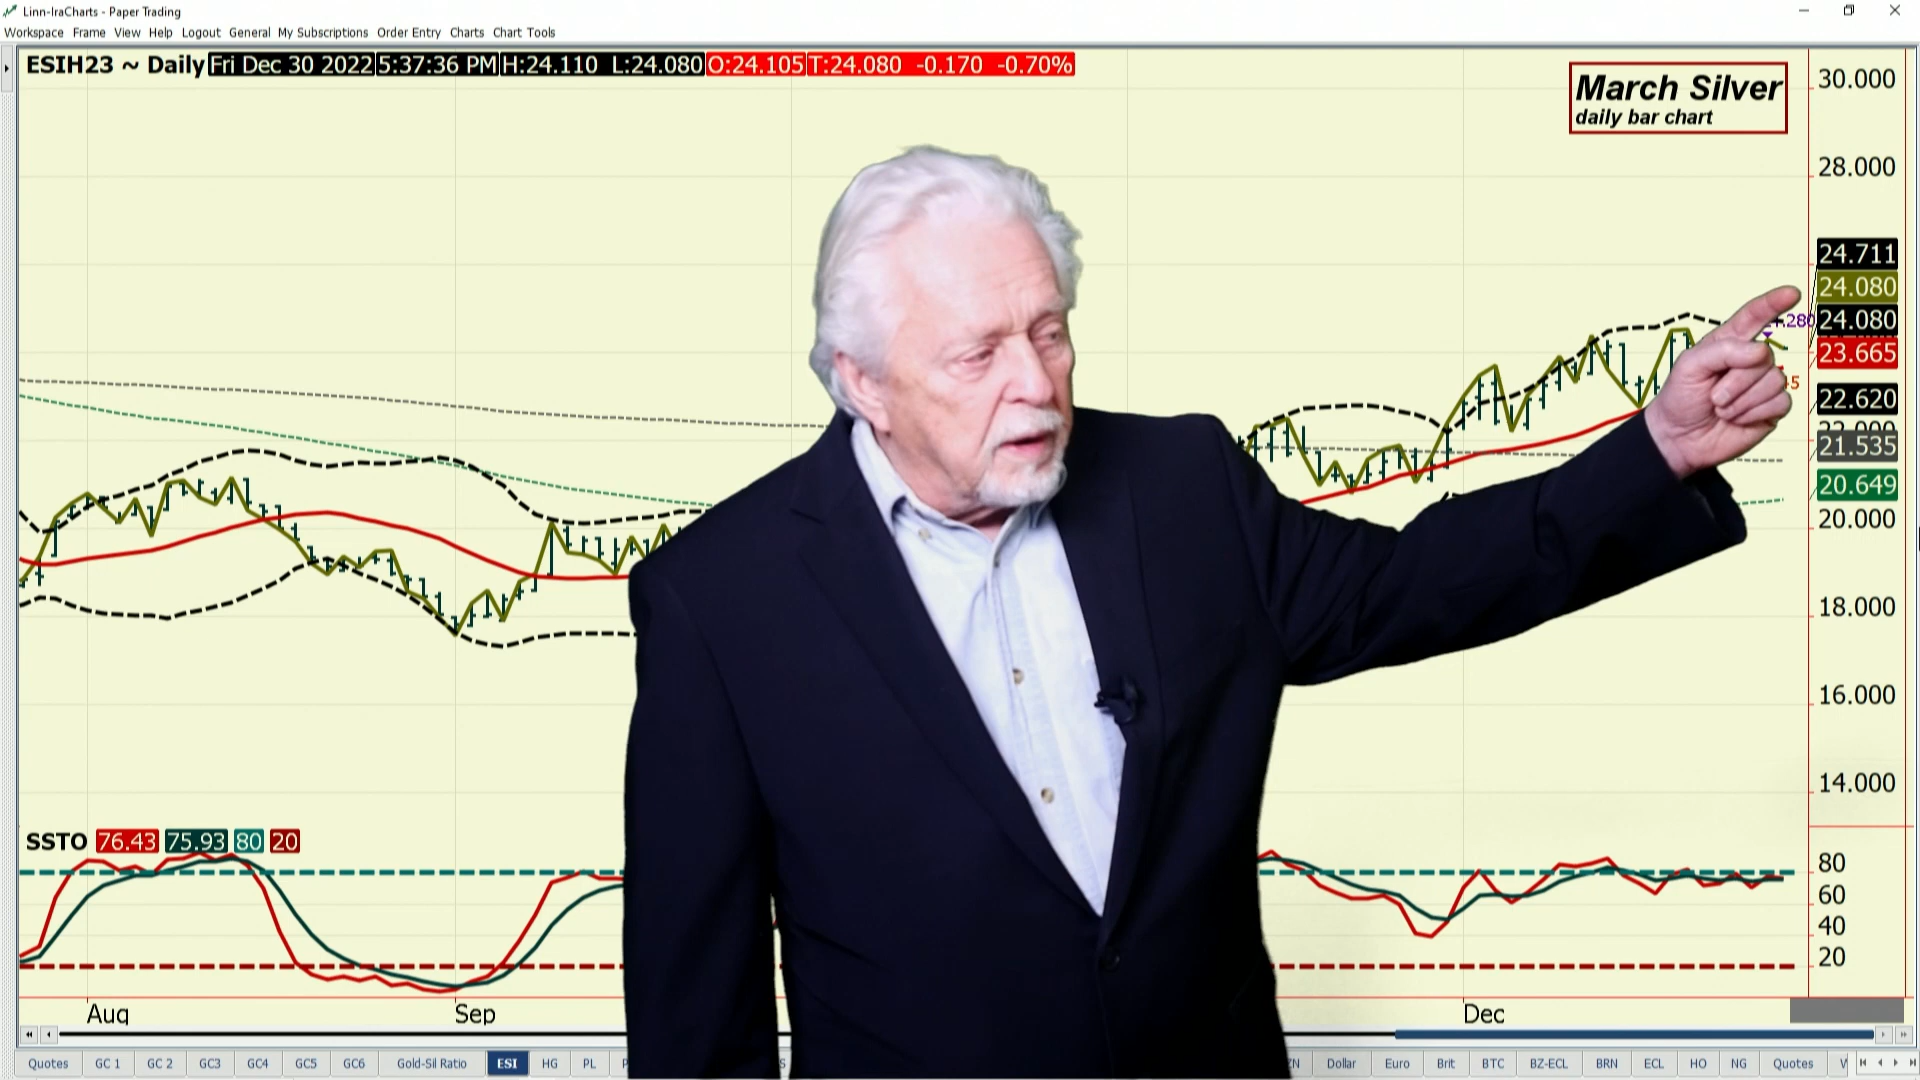 Linn-IraCharts - Paper Trading
Workspace Frame View Help Logout General My Subscriptions Order Entry Charts Chart Tools
ESIH23 ~ Daily Fri Dec 30 2022 5:37:36 PM H:24.110 L:24.080 O:24.105 T:24.080 -0.170 -0.70%
March Silver
daily bar chart
30.000
28.000
24.711
24.080
24.080
23.665
22.620
22.000
21.535
20.649
20.000
18.000
16.000
14.000
SSTO 76.43 75.93 80 20
80
60
40
20
Aug Sep Dec
Quotes GC 1 GC 2 GC3 GC4 GC5 GC6 Gold-Sil Ratio ESI HG PL ZN Dollar Euro Brit BTC BZ-ECL BRN ECL HO NG Quotes